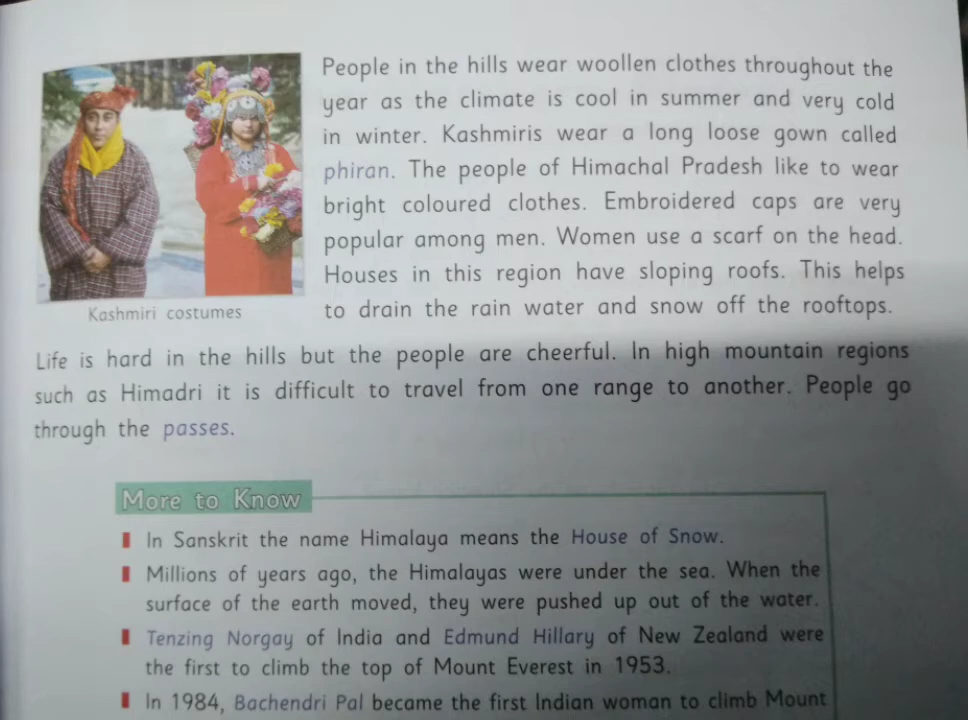 People in the hills wear woollen clothes throughout the
year as the climate is cool in summer and very cold
in winter. Kashmiris wear a long loose gown called
phiran. The people of Himachal Pradesh like to wear
bright coloured clothes. Embroidered caps are very
popular among men. Women use a scarf on the head.
Houses in this region have sloping roofs. This helps
to drain the rain water and snow off the rooftops.
Kashmiri costumes
Life is hard in the hills but the people are cheerful. In high mountain regions
such as Himadri it is difficult to travel from one range to another. People go
through the passes.
More to Know
In Sanskrit the name Himalaya means the House of Snow.
Millions of years ago, the Himalayas were under the sea. When the
surface of the earth moved, they were pushed up out of the water.
Tenzing Norgay of India and Edmund Hillary of New Zealand were
the first to climb the top of Mount Everest in 1953.
In 1984, Bachendri Pal became the first Indian woman to climb Mount